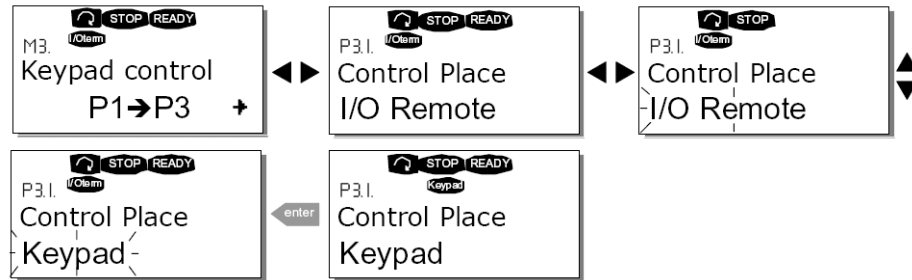 STOP READY
I/Oterm
M3.
Keypad control
P1➔P3
STOP READY
I/Oterm
P3.1.
Control Place
I/O Remote
STOP
I/Oterm
P3.1.
Control Place
I/O Remote
STOP READY
I/Oterm
P3.1.
Control Place
Keypad
enter
STOP READY
Keypad
P3.1.
Control Place
Keypad